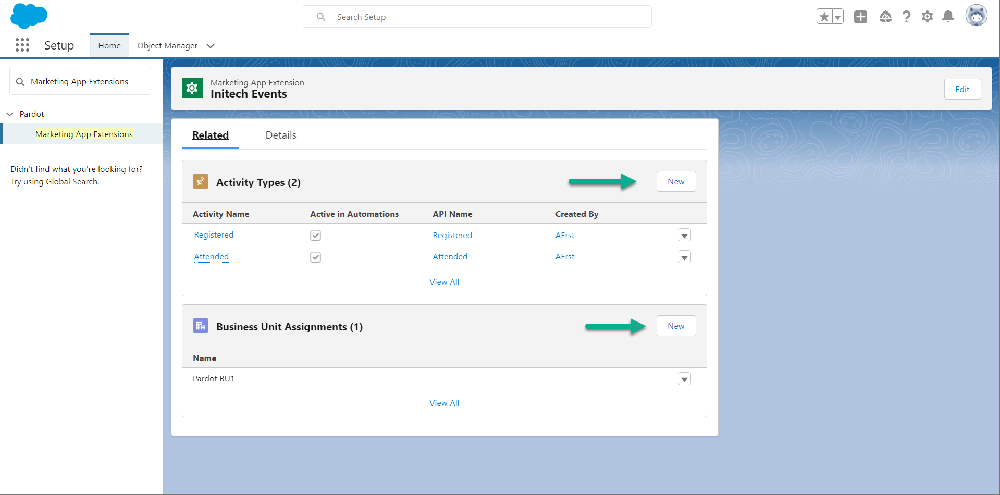 Search Setup
Setup
Home
Object Manager
Marketing App Extensions
Pardot
Marketing App Extensions
Didn't find what you're looking for?
Try using Global Search.
Marketing App Extension
Initech Events
Edit
Related
Details
Activity Types (2)
New
Activity Name Active in Automations API Name Created By
Registered Registered AErst
Attended Attended AErst
View All
Business Unit Assignments (1)
New
Name
Pardot BU1
View All